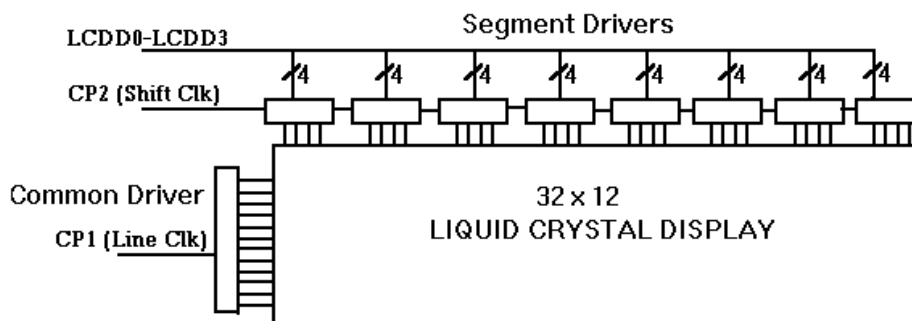 Segment Drivers
LCDD0-LCDD3
4 4 4 4 4 4 4 4
CP2 (Shift Clk)
Common Driver
CP1 (Line Clk)
32 x 12
LIQUID CRYSTAL DISPLAY